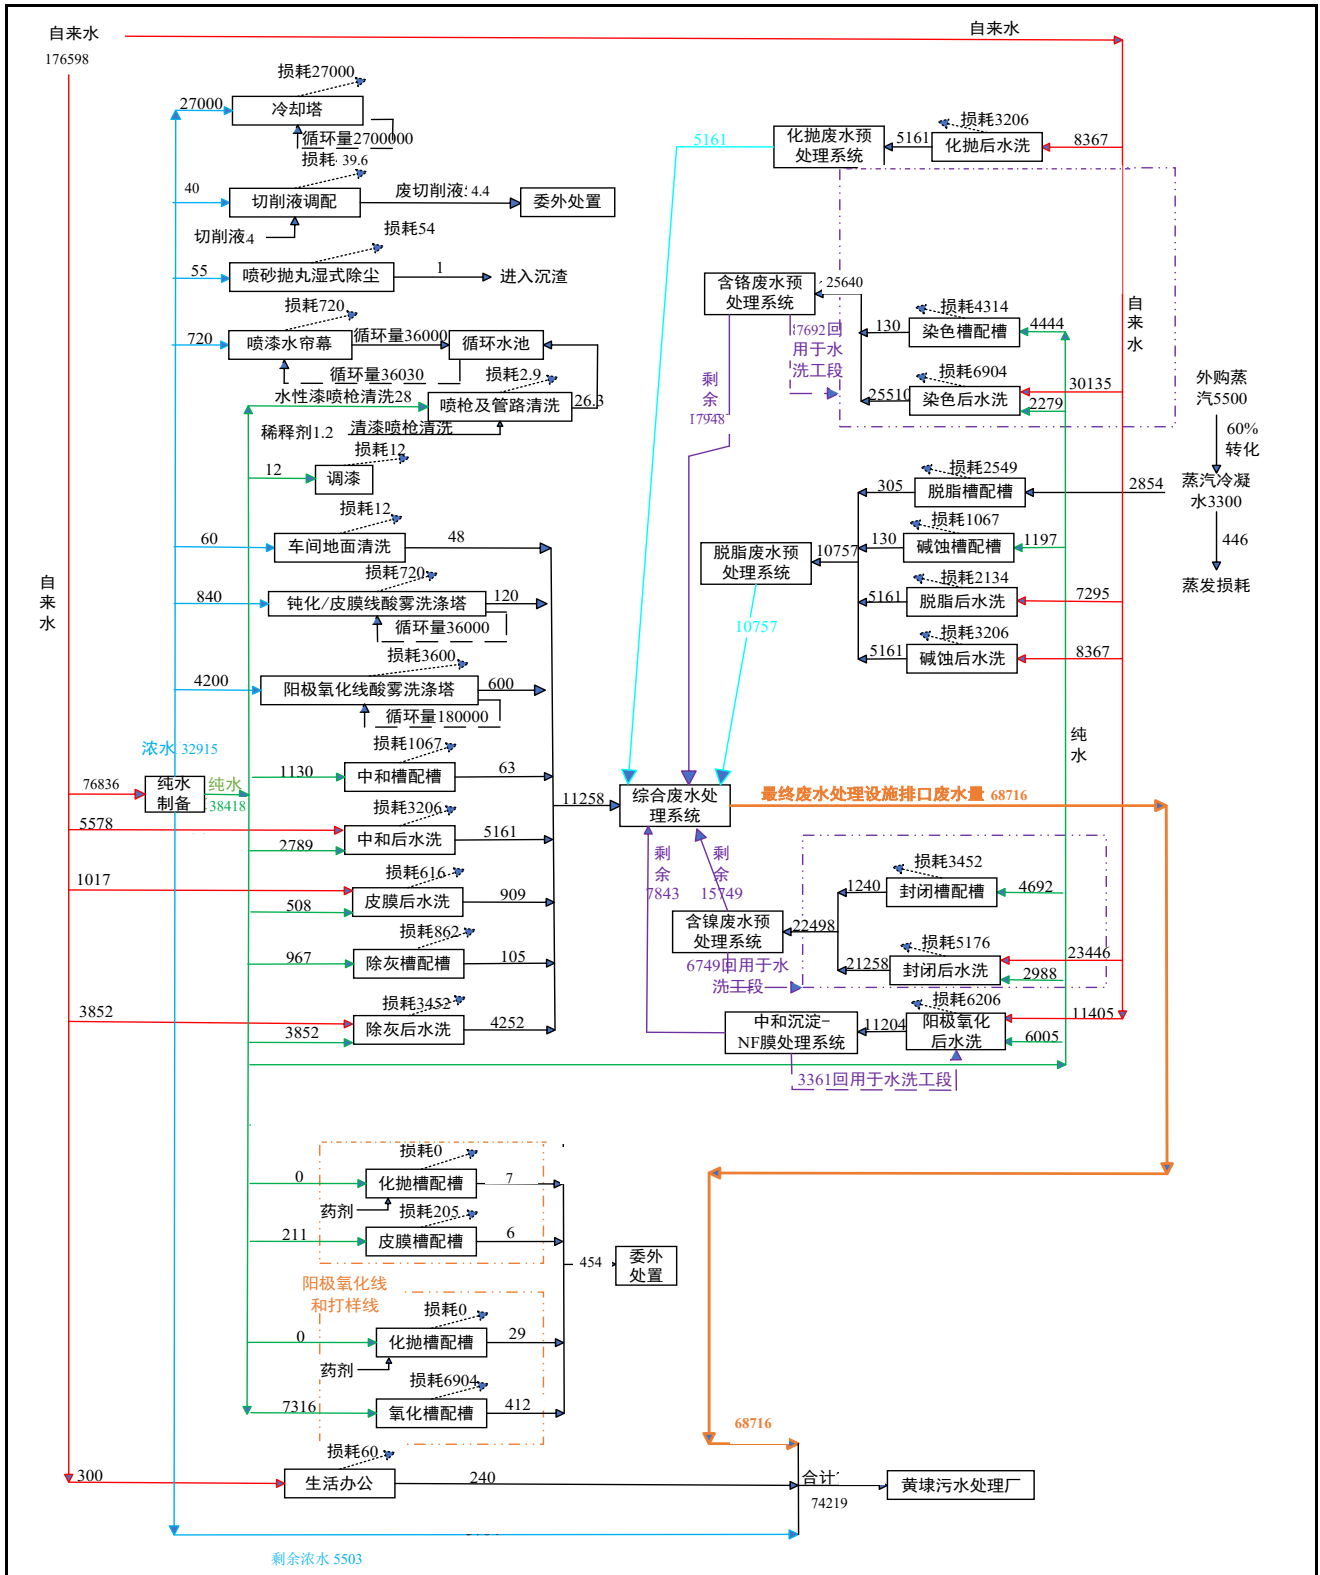 自来水
176598
自来水
损耗27000
27000
冷却塔
循环量2700000
损耗 39.6
40
切削液调配
废切削液 4.4
委外处置
切削液4
损耗54
55
喷砂抛丸湿式除尘
1
进入沉渣
损耗720
720
喷漆水帘幕
循环量36000
循环水池
循环量36030
损耗2.9
水性漆喷枪清洗28
喷枪及管路清洗
26.3
稀释剂1.2
清漆喷枪清洗
损耗12
12
调漆
损耗12
60
车间地面清洗
48
损耗720
840
钝化/皮膜线酸雾洗涤塔
120
循环量36000
损耗3600
4200
阳极氧化线酸雾洗涤塔
600
循环量180000
自
来
水
浓水 32915
76836
纯水
制备
纯水
38418
损耗1067
1130
中和槽配槽
63
11258
损耗3206
5578
2789
中和后水洗
5161
损耗616
1017
508
皮膜后水洗
909
损耗862
967
除灰槽配槽
105
损耗3452
3852
3852
除灰后水洗
4252
损耗0
0
化抛槽配槽
7
药剂
损耗205
211
皮膜槽配槽
6
454
委外
处置
阳极氧化线
和打样线
损耗0
0
化抛槽配槽
29
药剂
损耗6904
7316
氧化槽配槽
412
损耗60
300
生活办公
240
剩余浓水 5503
5161
化抛废水预
处理系统
5161
损耗3206
化抛后水洗
8367
含铬废水预
处理系统
25640
损耗4314
130
染色槽配槽
4444
7692回
用于水
洗工段
剩
余
17948
损耗6904
25510
染色后水洗
30135
2279
自
来
水
外购蒸
汽5500
60%
转化
蒸汽冷凝
水3300
446
蒸发损耗
损耗2549
305
脱脂槽配槽
2854
损耗1067
130
碱蚀槽配槽
1197
脱脂废水预
处理系统
10757
损耗2134
5161
脱脂后水洗
7295
10757
损耗3206
5161
碱蚀后水洗
8367
纯
水
综合废水处
理系统
最终废水处理设施排口废水量 68716
剩
余
7843
剩
余
15749
损耗3452
1240
封闭槽配槽
4692
含镍废水预
处理系统
22498
损耗5176
21258
封闭后水洗
23446
2988
6749回用于水
洗工段
中和沉淀-
NF膜处理系统
11204
损耗6206
阳极氧化
后水洗
11405
6005
3361回用于水洗工段
68716
合计
74219
黄埭污水处理厂